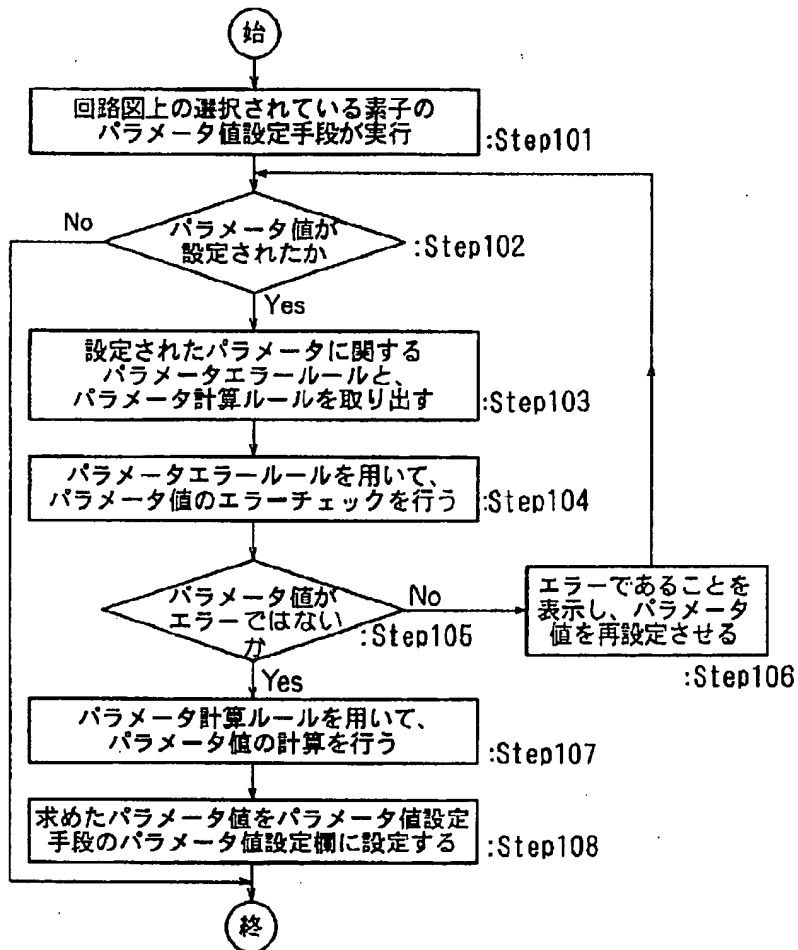 始
回路図上の選択されている素子の
パラメータ値設定手段が実行
:Step101
No
パラメータ値が
設定されたか
:Step102
Yes
設定されたパラメータに関する
パラメータエラールールと、
パラメータ計算ルールを取り出す
:Step103
パラメータエラールールを用いて、
パラメータ値のエラーチェックを行う
:Step104
パラメータ値が
エラーではない
か
:Step105
No
エラーであることを
表示し、パラメータ
値を再設定させる
:Step106
Yes
パラメータ計算ルールを用いて、
パラメータ値の計算を行う
:Step107
求めたパラメータ値をパラメータ値設定
手段のパラメータ値設定欄に設定する
:Step108
終